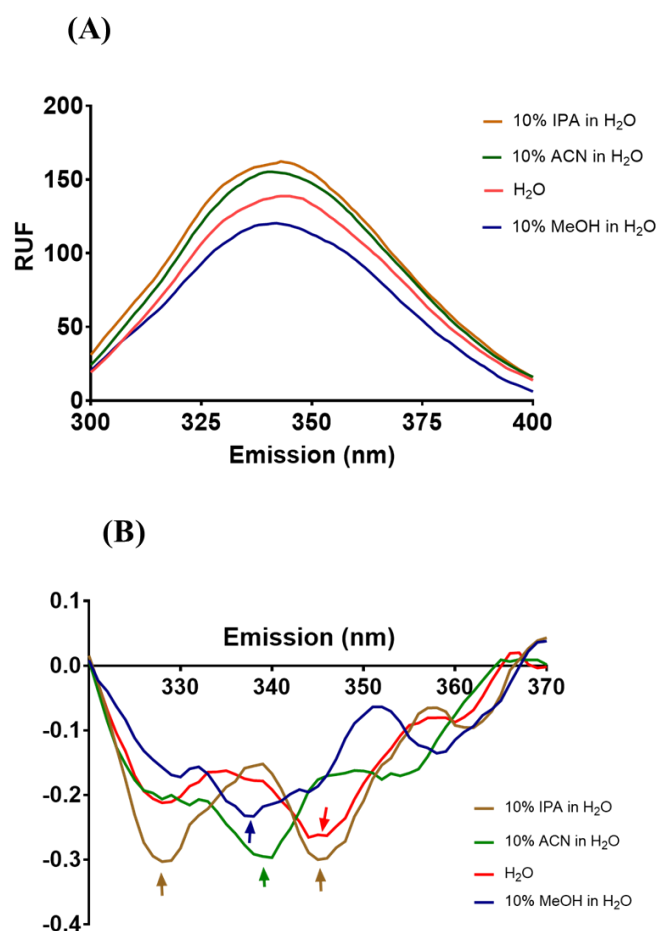 (A)
200
150
100
50
0
RUF
300
325
350
375
400
Emission (nm)
10% IPA in H₂O
10% ACN in H₂O
H₂O
10% MeOH in H₂O
(B)
0.1
0.0
-0.1
-0.2
-0.3
-0.4
Emission (nm)
330
340
350
360
370
10% IPA in H₂O
10% ACN in H₂O
H₂O
10% MeOH in H₂O